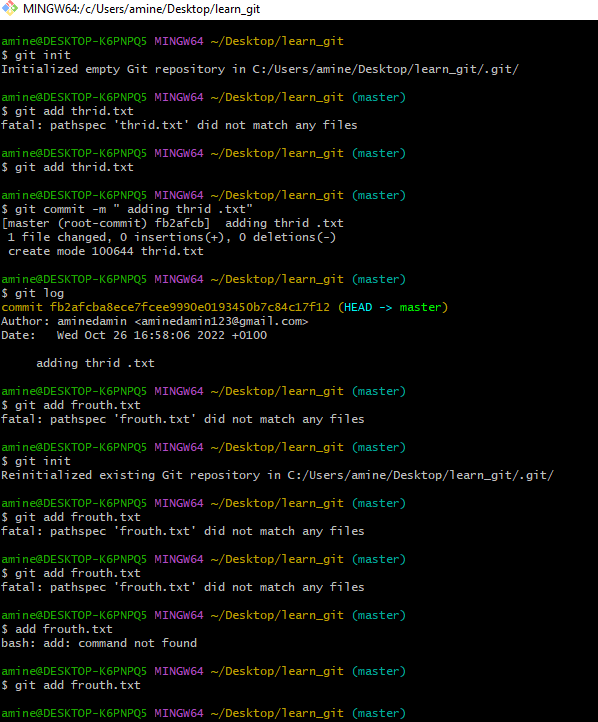 MINGW64:/c/Users/amine/Desktop/learn_git
amine@DESKTOP-K6PNPQ5 MINGW64 ~/Desktop/learn_git
$ git init
Initialized empty Git repository in C:/Users/amine/Desktop/learn_git/.git/
amine@DESKTOP-K6PNPQ5 MINGW64 ~/Desktop/learn_git (master)
$ git add thrid.txt
fatal: pathspec 'thrid.txt' did not match any files
amine@DESKTOP-K6PNPQ5 MINGW64 ~/Desktop/learn_git (master)
$ git add thrid.txt
amine@DESKTOP-K6PNPQ5 MINGW64 ~/Desktop/learn_git (master)
$ git commit -m " adding thrid .txt"
[master (root-commit) fb2afcb]  adding thrid .txt
 1 file changed, 0 insertions(+), 0 deletions(-)
 create mode 100644 thrid.txt
amine@DESKTOP-K6PNPQ5 MINGW64 ~/Desktop/learn_git (master)
$ git log
commit fb2afcba8ece7fcee9990e0193450b7c84c17f12 (HEAD -> master)
Author: aminedamin <aminedamin123@gmail.com>
Date:   Wed Oct 26 16:58:06 2022 +0100
     adding thrid .txt
amine@DESKTOP-K6PNPQ5 MINGW64 ~/Desktop/learn_git (master)
$ git add frouth.txt
fatal: pathspec 'frouth.txt' did not match any files
amine@DESKTOP-K6PNPQ5 MINGW64 ~/Desktop/learn_git (master)
$ git init
Reinitialized existing Git repository in C:/Users/amine/Desktop/learn_git/.git/
amine@DESKTOP-K6PNPQ5 MINGW64 ~/Desktop/learn_git (master)
$ git add frouth.txt
fatal: pathspec 'frouth.txt' did not match any files
amine@DESKTOP-K6PNPQ5 MINGW64 ~/Desktop/learn_git (master)
$ git add frouth.txt
fatal: pathspec 'frouth.txt' did not match any files
amine@DESKTOP-K6PNPQ5 MINGW64 ~/Desktop/learn_git (master)
$ add frouth.txt
bash: add: command not found
amine@DESKTOP-K6PNPQ5 MINGW64 ~/Desktop/learn_git (master)
$ git add frouth.txt
amine@DESKTOP-K6PNPQ5 MINGW64 ~/Desktop/learn_git (master)